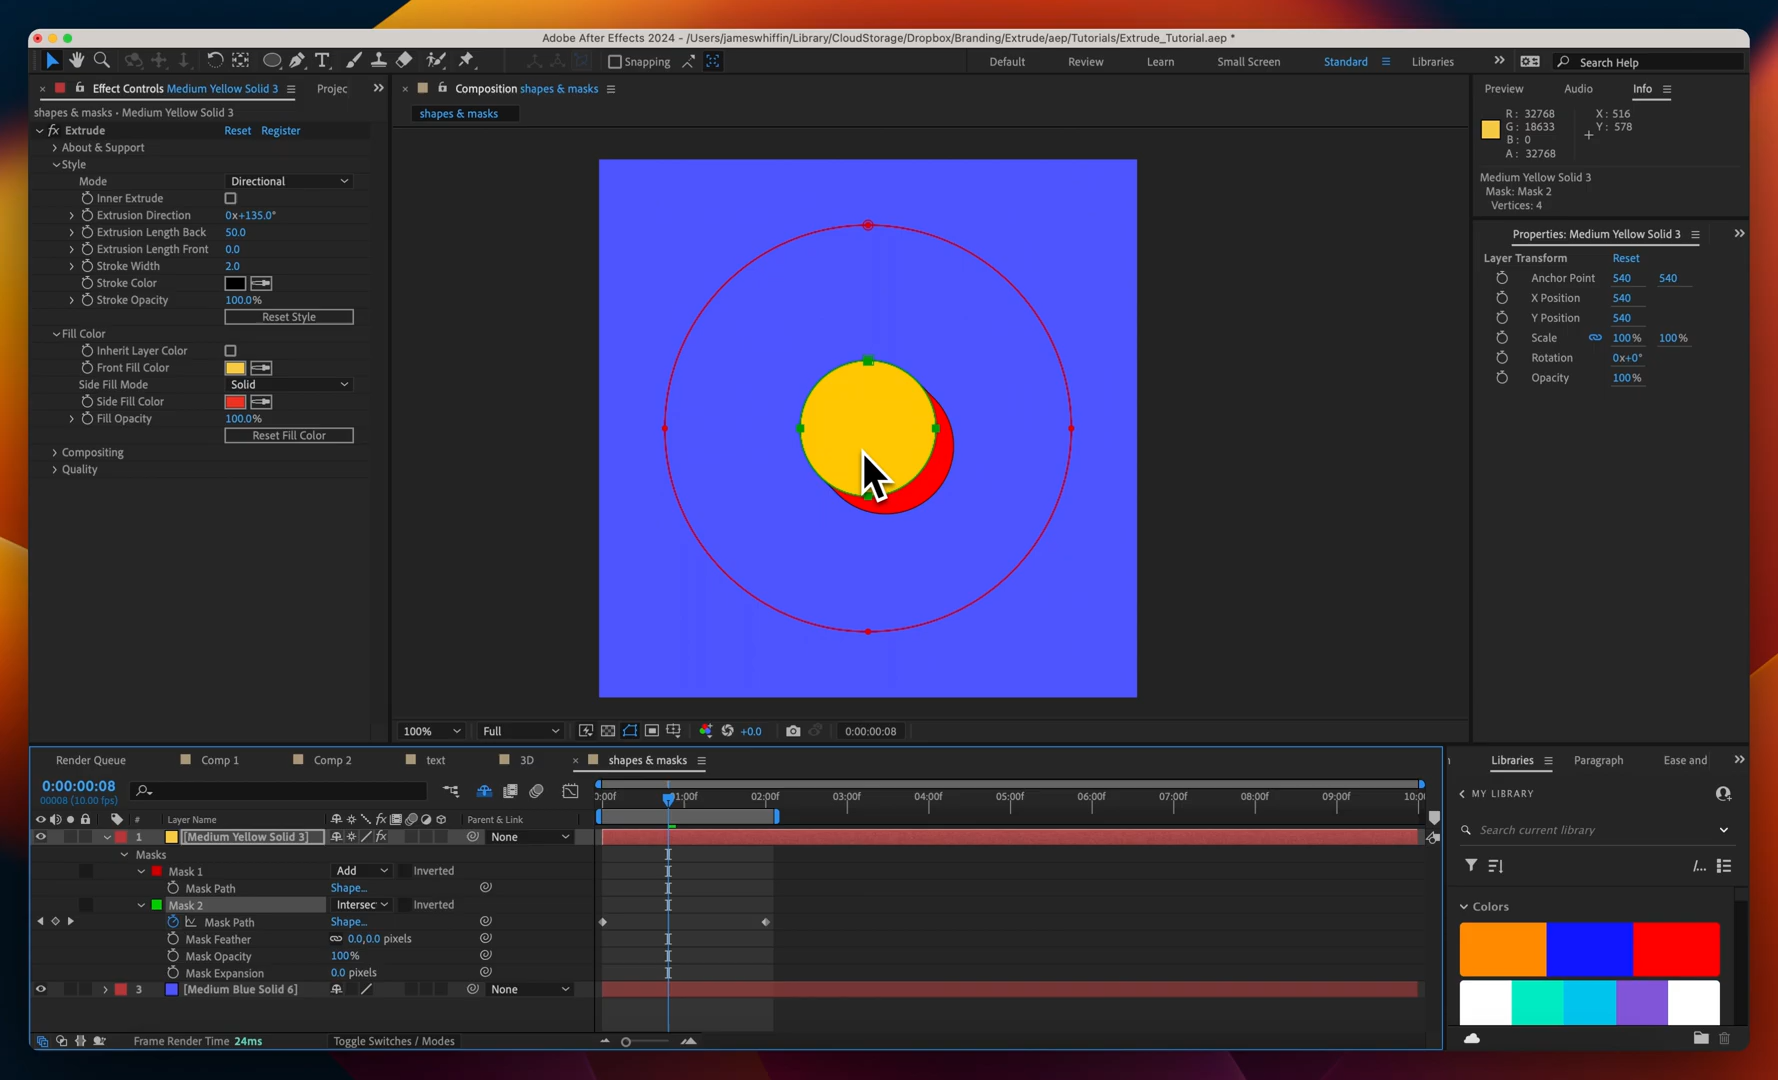 Adobe After Effects 2024 - /Users/jameswhiffin/Library/CloudStorage/Dropbox/Branding/Extrude/aep/Tutorials/Extrude_Tutorial.aep *
Snapping
Default Review Learn Small Screen Standard Libraries
Search Help
Effect Controls Medium Yellow Solid 3 Projec
shapes & masks • Medium Yellow Solid 3
fx Extrude Reset Register
About & Support
Style
Mode Directional
Inner Extrude
Extrusion Direction 0x+135.0°
Extrusion Length Back 50.0
Extrusion Length Front 0.0
Stroke Width 2.0
Stroke Color
Stroke Opacity 100.0%
Reset Style
Fill Color
Inherit Layer Color
Front Fill Color
Side Fill Mode Solid
Side Fill Color
Fill Opacity 100.0%
Reset Fill Color
Compositing
Quality
Composition shapes & masks
shapes & masks
100% Full +0.0 0:00:00:08
Preview Audio Info
R: 32768 X: 516
G: 18633 Y: 578
B: 0
A: 32768
Medium Yellow Solid 3
Mask: Mask 2
Vertices: 4
Properties: Medium Yellow Solid 3
Layer Transform Reset
Anchor Point 540 540
X Position 540
Y Position 540
Scale 100% 100%
Rotation 0x+0°
Opacity 100%
Render Queue Comp 1 Comp 2 text 3D shapes & masks
0:00:00:08
00008 (10.00 fps)
0:00f 01:00f 02:00f 03:00f 04:00f 05:00f 06:00f 07:00f 08:00f 09:00f 10:0
# Layer Name fx Parent & Link
1 [Medium Yellow Solid 3] fx None
Masks
Mask 1 Add Inverted
Mask Path Shape...
Mask 2 Intersec Inverted
Mask Path Shape...
Mask Feather 0.0,0.0 pixels
Mask Opacity 100%
Mask Expansion 0.0 pixels
3 [Medium Blue Solid 6] None
Frame Render Time 24ms Toggle Switches / Modes
Libraries Paragraph Ease and
MY LIBRARY
Search current library
Colors